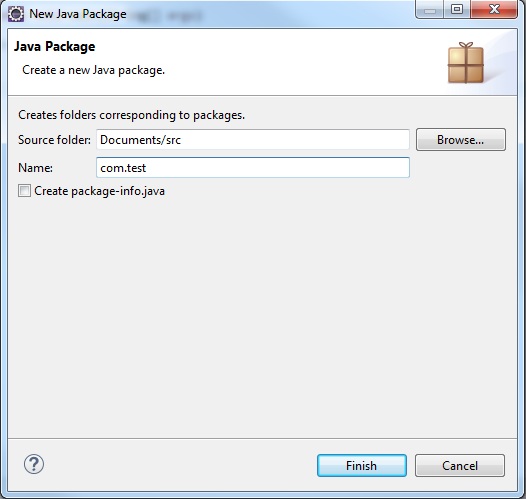 New Java Package
Java Package
Create a new Java package.
Creates folders corresponding to packages.
Source folder: Documents/src Browse...
Name: com.test
Create package-info.java
? Finish Cancel